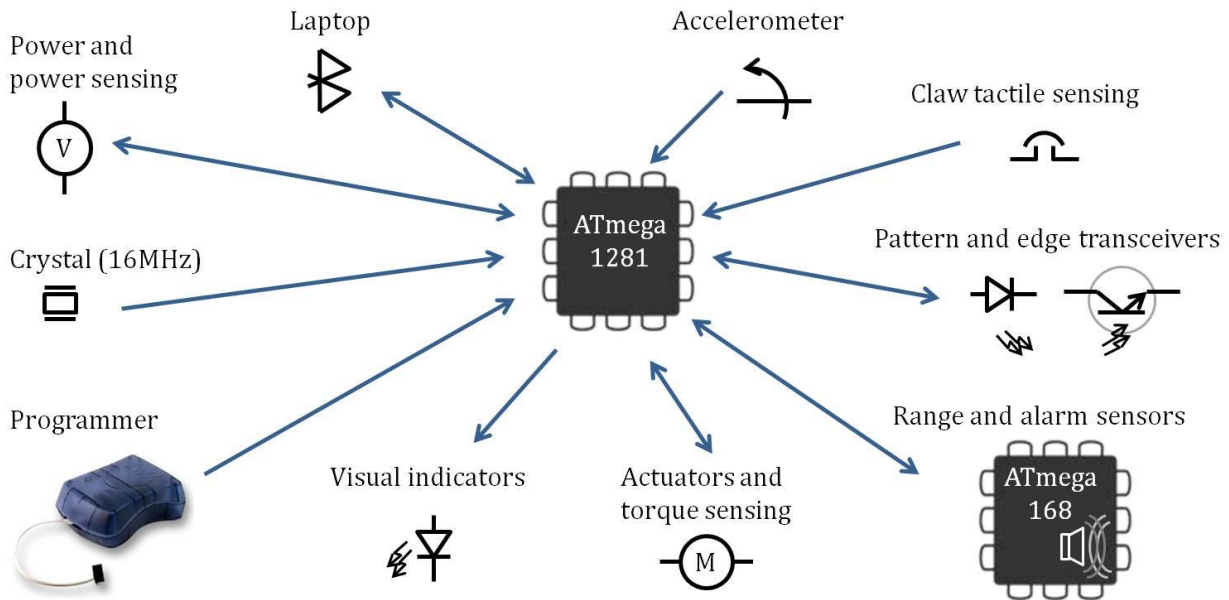 Laptop
Accelerometer
Power and
power sensing
Claw tactile sensing
V
ATmega
1281
Pattern and edge transceivers
Crystal (16MHz)
Programmer
Range and alarm sensors
Visual indicators
Actuators and
torque sensing
ATmega
168
M